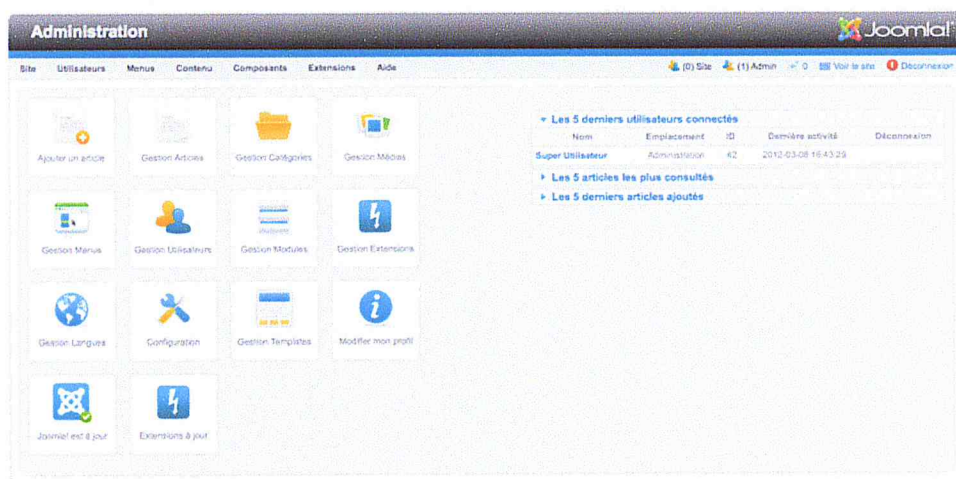 Administration
Joomla!
Site Utilisateurs Menus Contenu Composants Extensions Aide
(0) Site (1) Admin 0 Voir le site Déconnexion
Ajouter un article Gestion Articles Gestion Catégories Gestion Médias
Gestion Menus Gestion Utilisateurs Gestion Modules Gestion Extensions
Gestion Langues Configuration Gestion Templates Modifier mon profil
Joomla! est à jour Extensions à jour
Les 5 derniers utilisateurs connectés
Nom Emplacement ID Dernière activité Déconnexion
Super Utilisateur Administration 62 2012-03-08 16:43:29
Les 5 articles les plus consultés
Les 5 derniers articles ajoutés